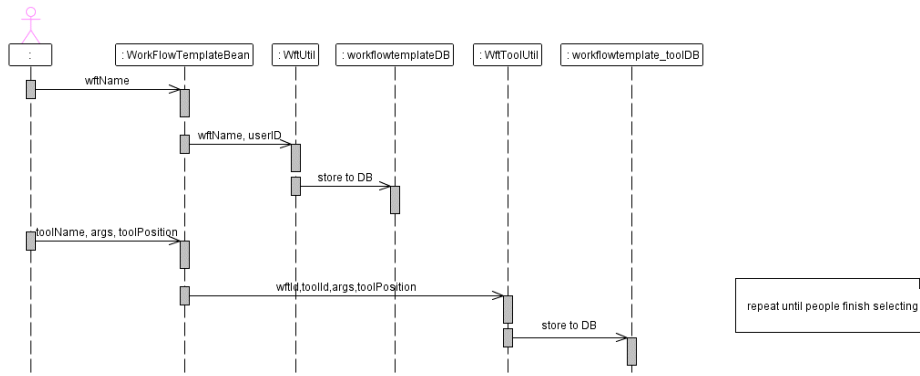 :
: WorkFlowTemplateBean
: WftUtil
: workflowtemplateDB
: WftToolUtil
: workflowtemplate_toolDB
wftName
wftName, userID
store to DB
toolName, args, toolPosition
wftId,toolId,args,toolPosition
store to DB
repeat until people finish selecting